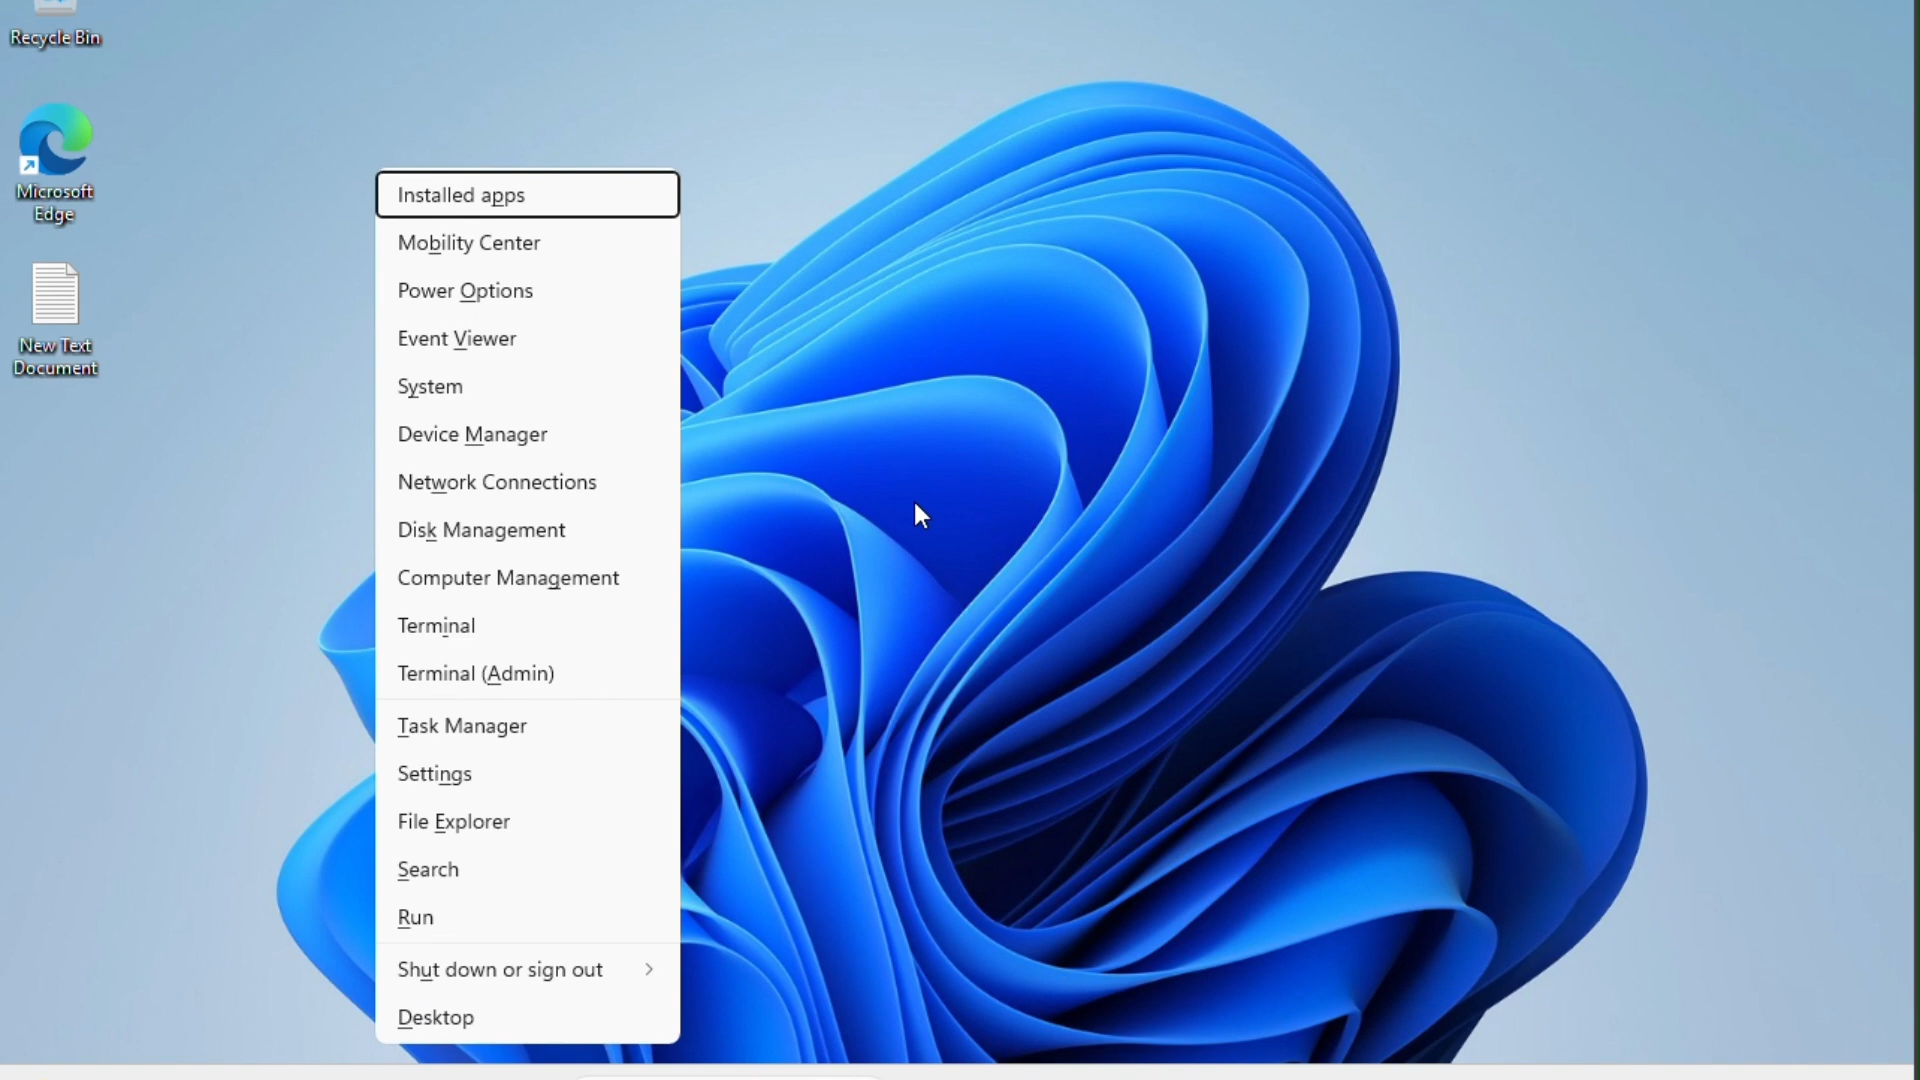 Recycle Bin
Microsoft
Edge
New Text
Document
Installed apps
Mobility Center
Power Options
Event Viewer
System
Device Manager
Network Connections
Disk Management
Computer Management
Terminal
Terminal (Admin)
Task Manager
Settings
File Explorer
Search
Run
Shut down or sign out
Desktop